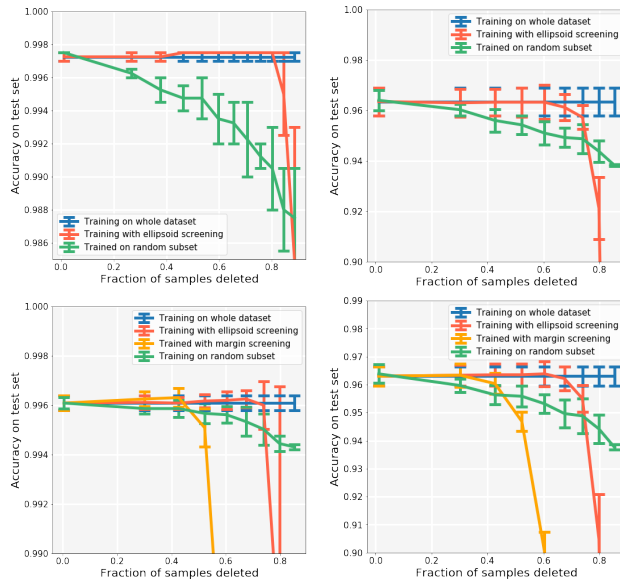 1.000
0.998
0.996
0.994
0.992
0.990
0.988
0.986
Accuracy on test set
Training on whole dataset
Training with ellipsoid screening
Trained on random subset
0.0 0.2 0.4 0.6 0.8
Fraction of samples deleted
1.00
0.98
0.96
0.94
0.92
0.90
Accuracy on test set
Training on whole dataset
Training with ellipsoid screening
Trained on random subset
0.0 0.2 0.4 0.6 0.8
Fraction of samples deleted
1.000
0.998
0.996
0.994
0.992
0.990
Accuracy on test set
Training on whole dataset
Training with ellipsoid screening
Trained with margin screening
Training on random subset
0.0 0.2 0.4 0.6 0.8
Fraction of samples deleted
0.99
0.98
0.97
0.96
0.95
0.94
0.93
0.92
0.91
0.90
Accuracy on test set
Training on whole dataset
Training with ellipsoid screening
Trained with margin screening
Training on random subset
0.0 0.2 0.4 0.6 0.8
Fraction of samples deleted